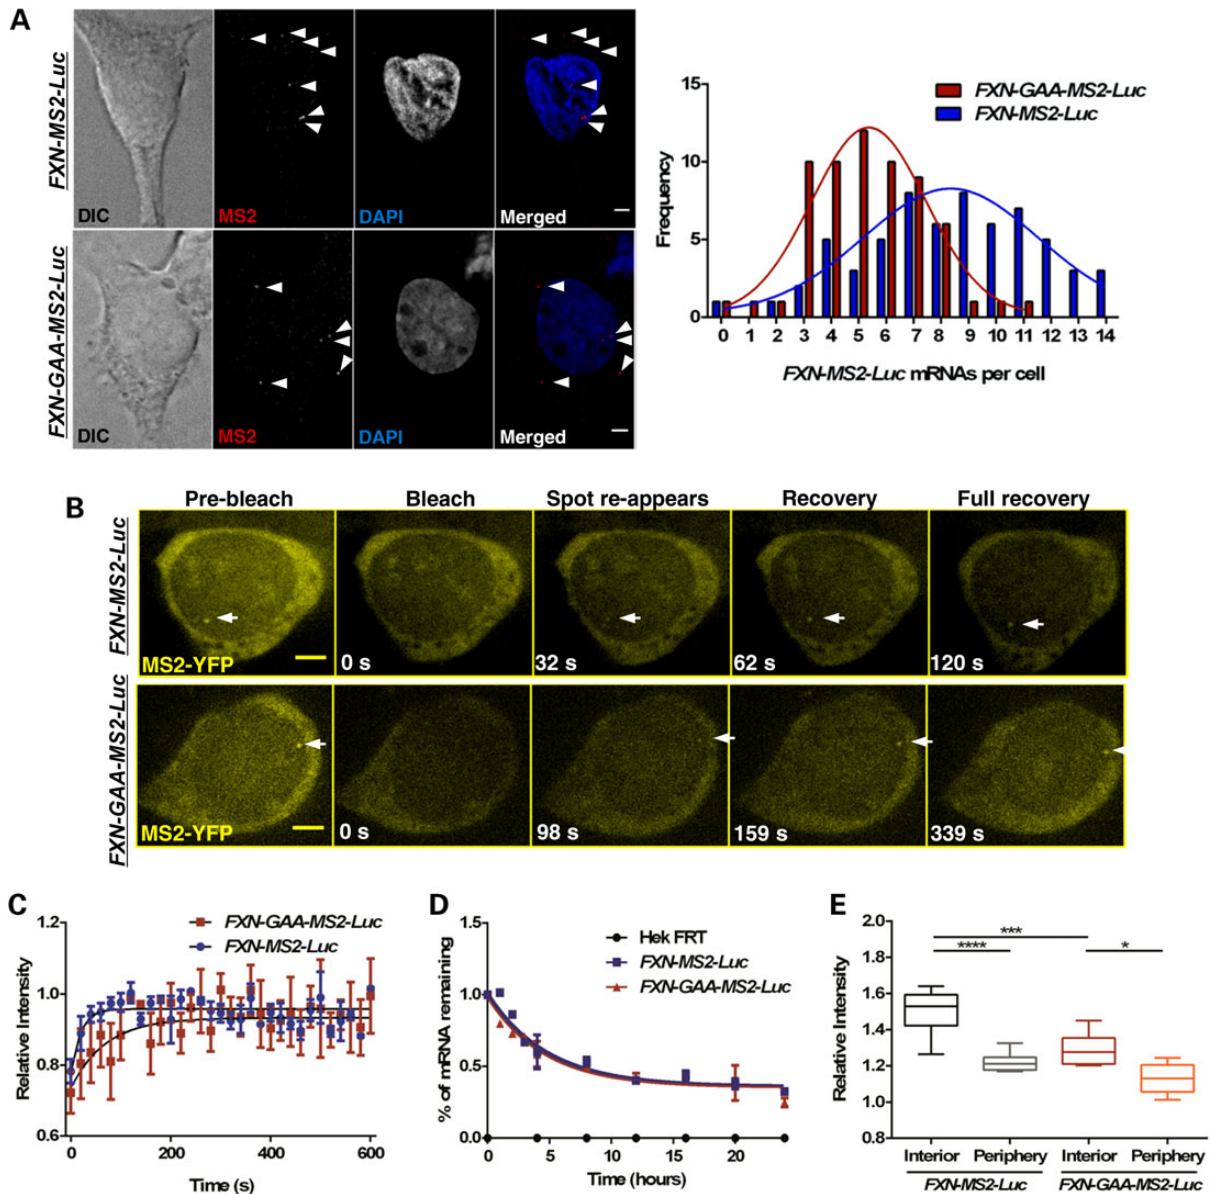 A
FXN-MS2-Luc
DIC
MS2
DAPI
Merged
FXN-GAA-MS2-Luc
DIC
MS2
DAPI
Merged
15
10
5
0
Frequency
FXN-GAA-MS2-Luc
FXN-MS2-Luc
0 1 2 3 4 5 6 7 8 9 10 11 12 13 14
FXN-MS2-Luc mRNAs per cell
B
Pre-bleach
Bleach
Spot re-appears
Recovery
Full recovery
FXN-MS2-Luc
MS2-YFP
0 s
32 s
62 s
120 s
FXN-GAA-MS2-Luc
MS2-YFP
0 s
98 s
159 s
339 s
C
1.2
1.0
0.8
0.6
Relative Intensity
FXN-GAA-MS2-Luc
FXN-MS2-Luc
0 200 400 600
Time (s)
D
1.5
1.0
0.5
0.0
% of mRNA remaining
Hek FRT
FXN-MS2-Luc
FXN-GAA-MS2-Luc
0 5 10 15 20
Time (hours)
E
2.0
1.8
1.6
1.4
1.2
1.0
0.8
Relative Intensity
***
****
*
Interior Periphery Interior Periphery
FXN-MS2-Luc FXN-GAA-MS2-Luc